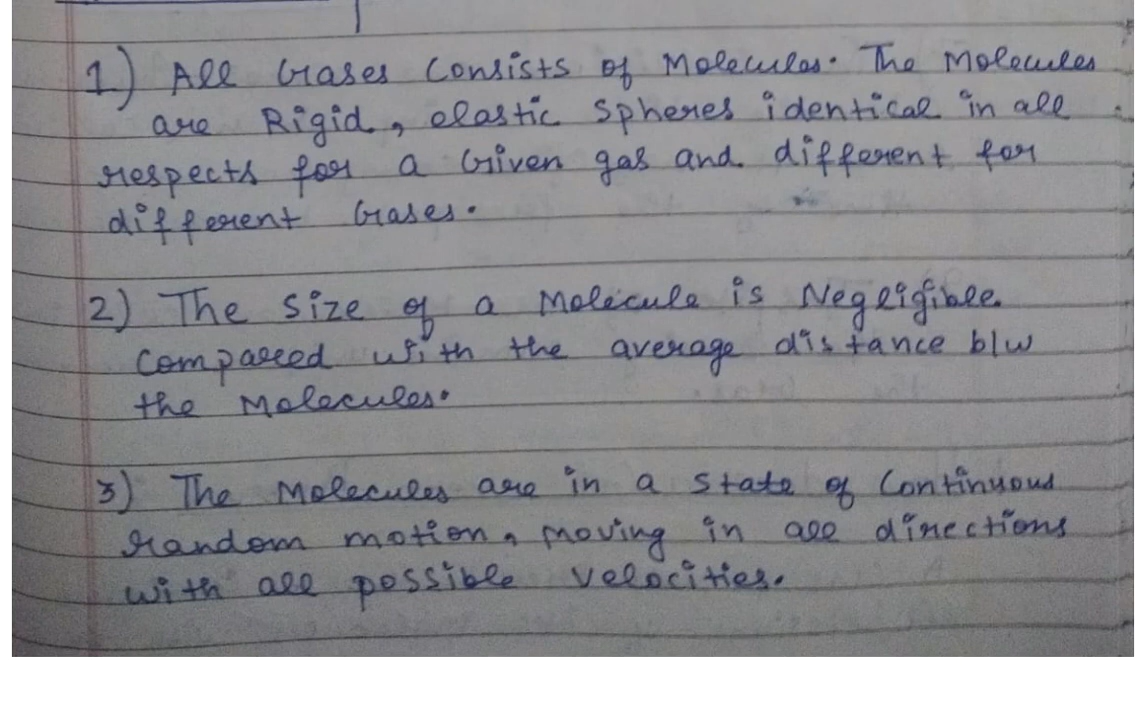 1) All Gases Consists of Molecules. The Molecules
are Rigid, elastic Spheres identical in all
respects for a Given gas and different for
different Gases.
2) The Size of a Molecule is Negligible
Compared with the average distance b/w
the Molecules.
3) The Molecules are in a State of Continuous
random motion, moving in all directions
with all possible velocities.